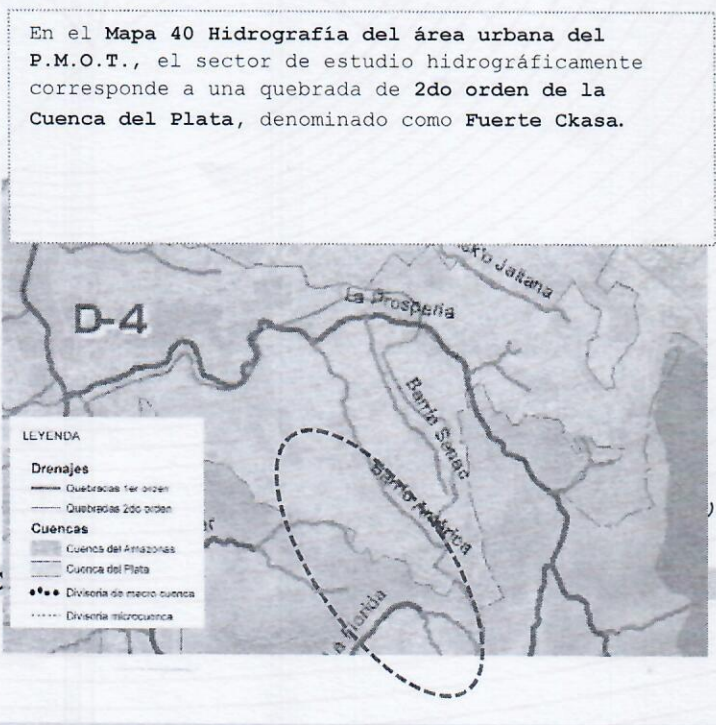 En el Mapa 40 Hidrografía del área urbana del
P.M.O.T., el sector de estudio hidrográficamente
corresponde a una quebrada de 2do orden de la
Cuenca del Plata, denominado como Fuerte Ckasa.
Jaitana
La Prosperia
D-4
Barrio Senac
Barrio América
LEYENDA
Drenajes
Quebradas 1er orden
Quebradas 2do orden
Cuencas
Cuenca del Amazonas
Cuenca del Plata
Divisoria de macro cuenca
Divisoria microcuenca
Florida